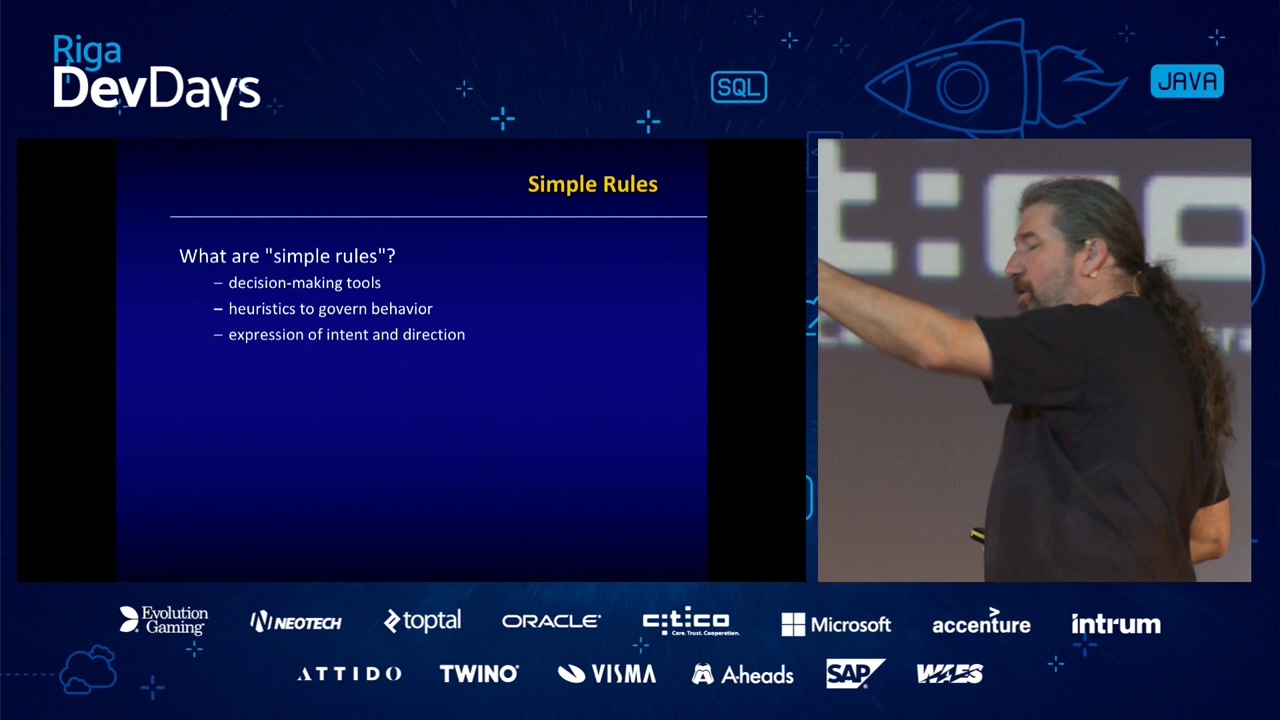 Riga
DevDays
SQL
JAVA
Simple Rules
What are "simple rules"?
– decision-making tools
– heuristics to govern behavior
– expression of intent and direction
Evolution
Gaming
NEOTECH
toptal
ORACLE
c:t:co
Care. Trust. Cooperation.
Microsoft
accenture
intrum
ATTIDO
TWINO
VISMA
A-heads
SAP
WAES